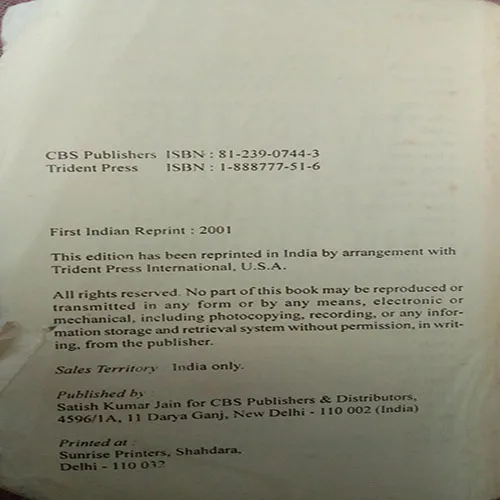 CBS Publishers ISBN : 81-239-0744-3
Trident Press ISBN : 1-888777-51-6
First Indian Reprint : 2001
This edition has been reprinted in India by arrangement with
Trident Press International, U.S.A.
All rights reserved. No part of this book may be reproduced or
transmitted in any form or by any means, electronic or
mechanical, including photocopying, recording, or any infor-
mation storage and retrieval system without permission, in writ-
ing, from the publisher.
Sales Territory India only.
Published by :
Satish Kumar Jain for CBS Publishers & Distributors,
4596/1A, 11 Darya Ganj, New Delhi - 110 002 (India)
Printed at :
Sunrise Printers, Shahdara,
Delhi - 110 032